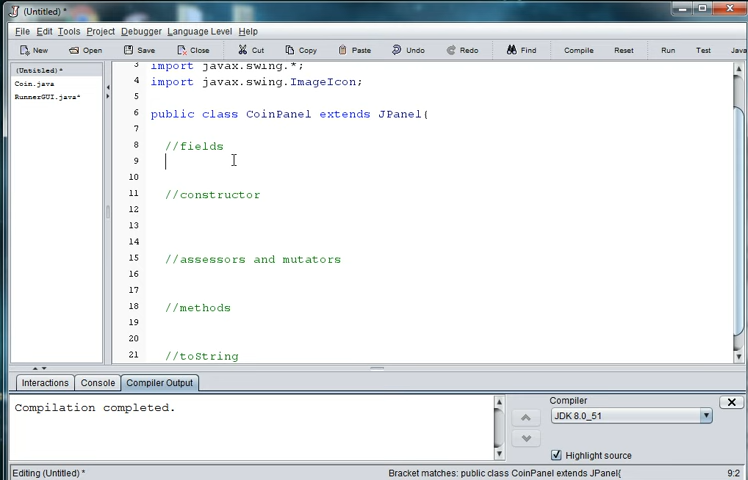 (Untitled) *
File Edit Tools Project Debugger Language Level Help
New Open Save Close Cut Copy Paste Undo Redo Find Compile Reset Run Test Java
(Untitled) *
Coin.java
RunnerGUI.java*
3 import javax.swing.*;
4 import javax.swing.ImageIcon;
5
6 public class CoinPanel extends JPanel{
7
8 //fields
9
10
11 //constructor
12
13
14
15 //assessors and mutators
16
17
18 //methods
19
20
21 //toString
Interactions Console Compiler Output
Compilation completed.
Compiler
JDK 8.0_51
Highlight source
Editing (Untitled) * Bracket matches: public class CoinPanel extends JPanel{ 9:2